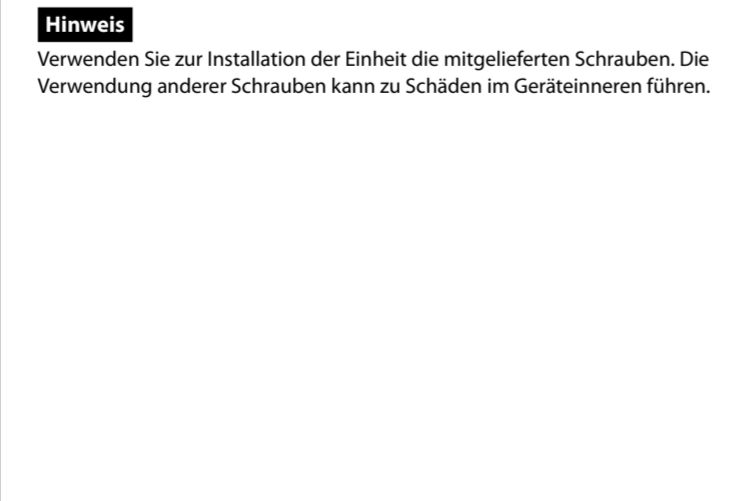 Hinweis
Verwenden Sie zur Installation der Einheit die mitgelieferten Schrauben. Die
Verwendung anderer Schrauben kann zu Schäden im Geräteinneren führen.